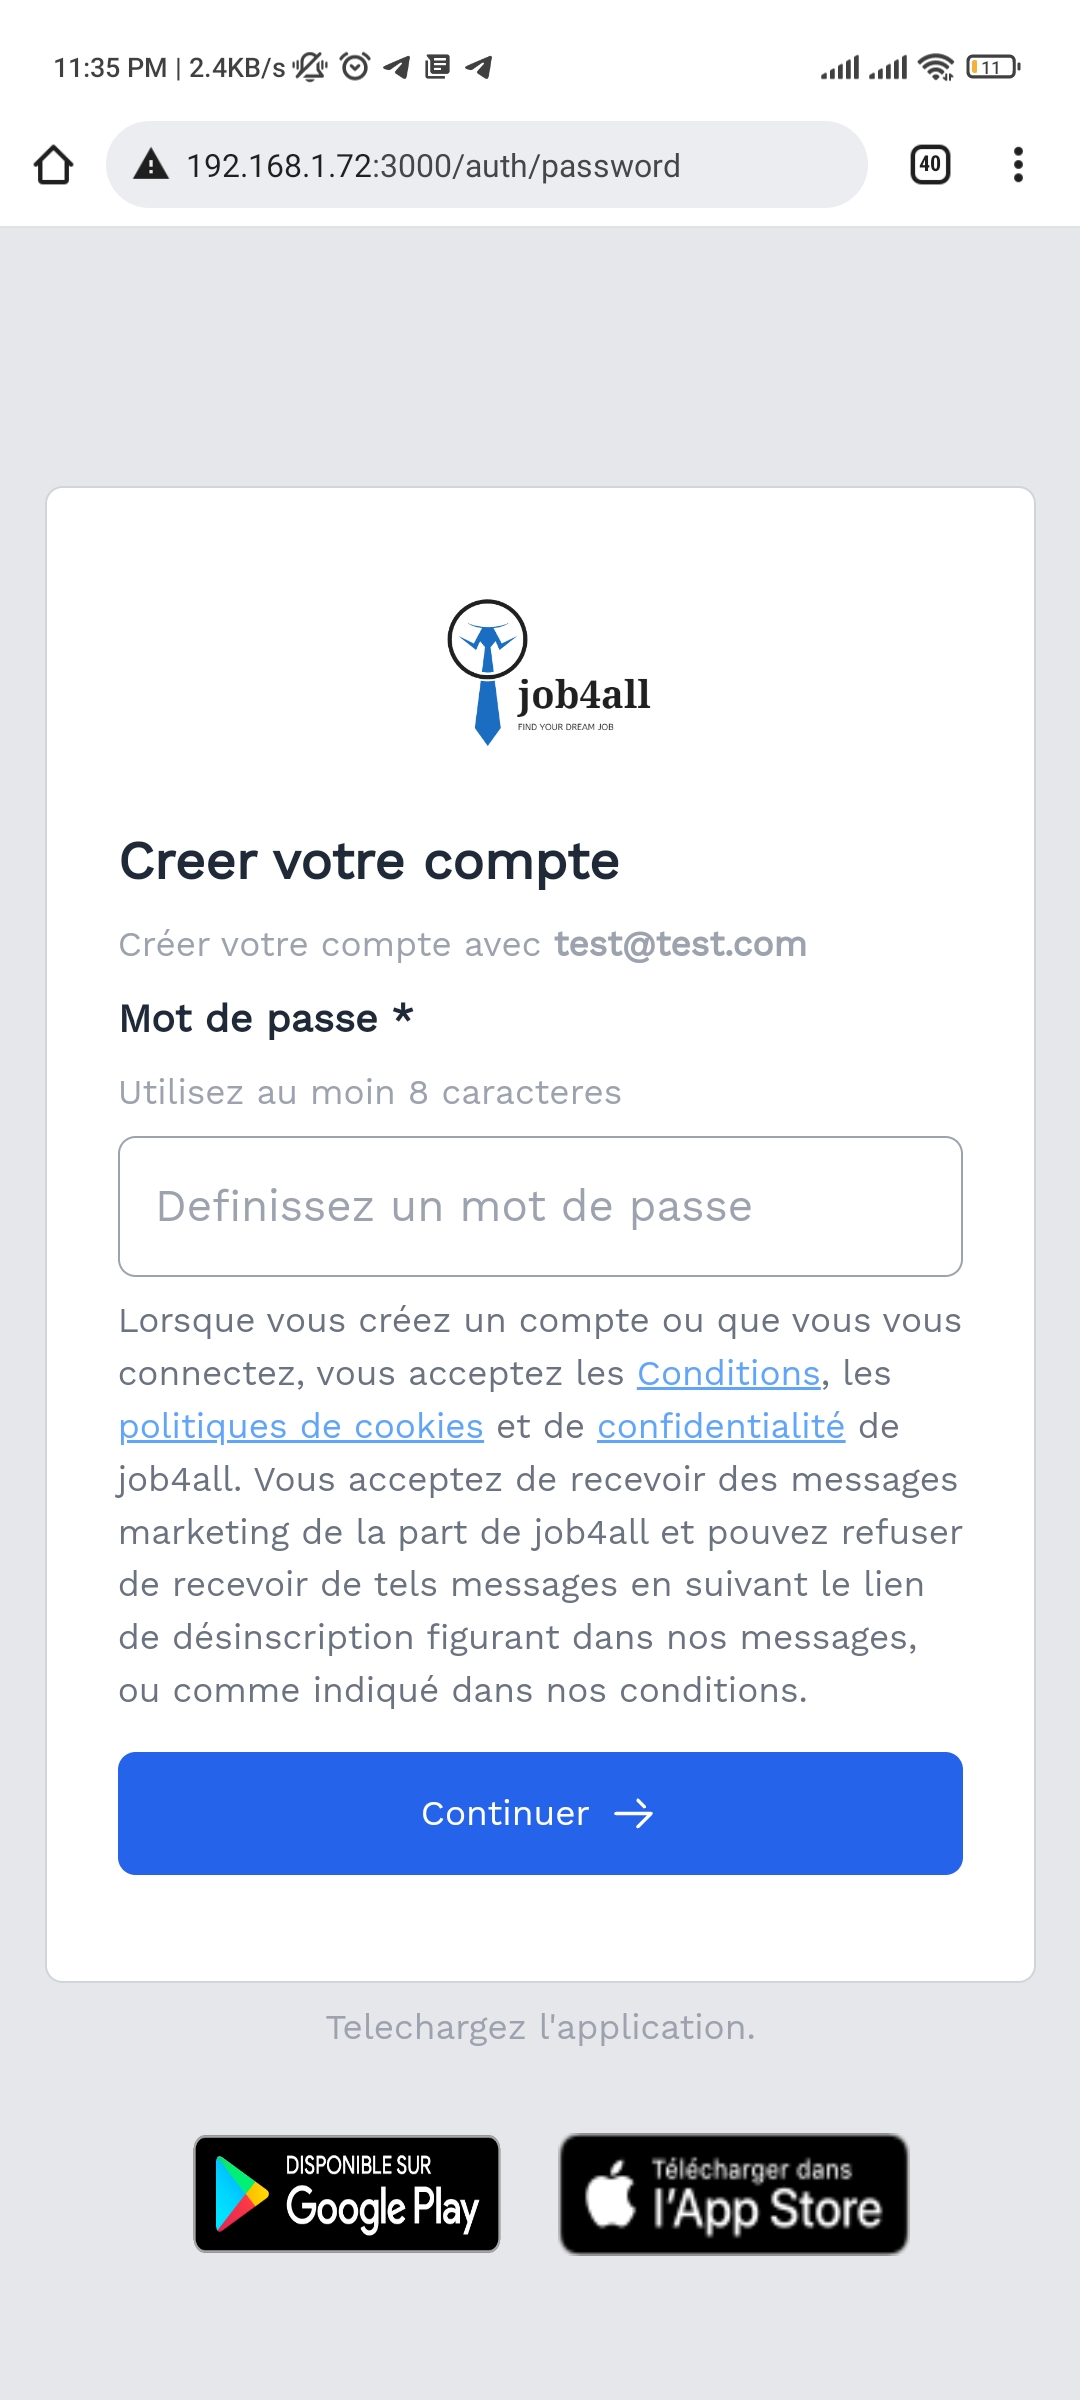 11:35 PM | 2.4KB/s
11
192.168.1.72:3000/auth/password
40
job4all
FIND YOUR DREAM JOB
Creer votre compte
Créer votre compte avec test@test.com
Mot de passe *
Utilisez au moin 8 caracteres
Definissez un mot de passe
Lorsque vous créez un compte ou que vous vous
connectez, vous acceptez les Conditions, les
politiques de cookies et de confidentialité de
job4all. Vous acceptez de recevoir des messages
marketing de la part de job4all et pouvez refuser
de recevoir de tels messages en suivant le lien
de désinscription figurant dans nos messages,
ou comme indiqué dans nos conditions.
Continuer
Telechargez l'application.
DISPONIBLE SUR
Google Play
Télécharger dans
l'App Store